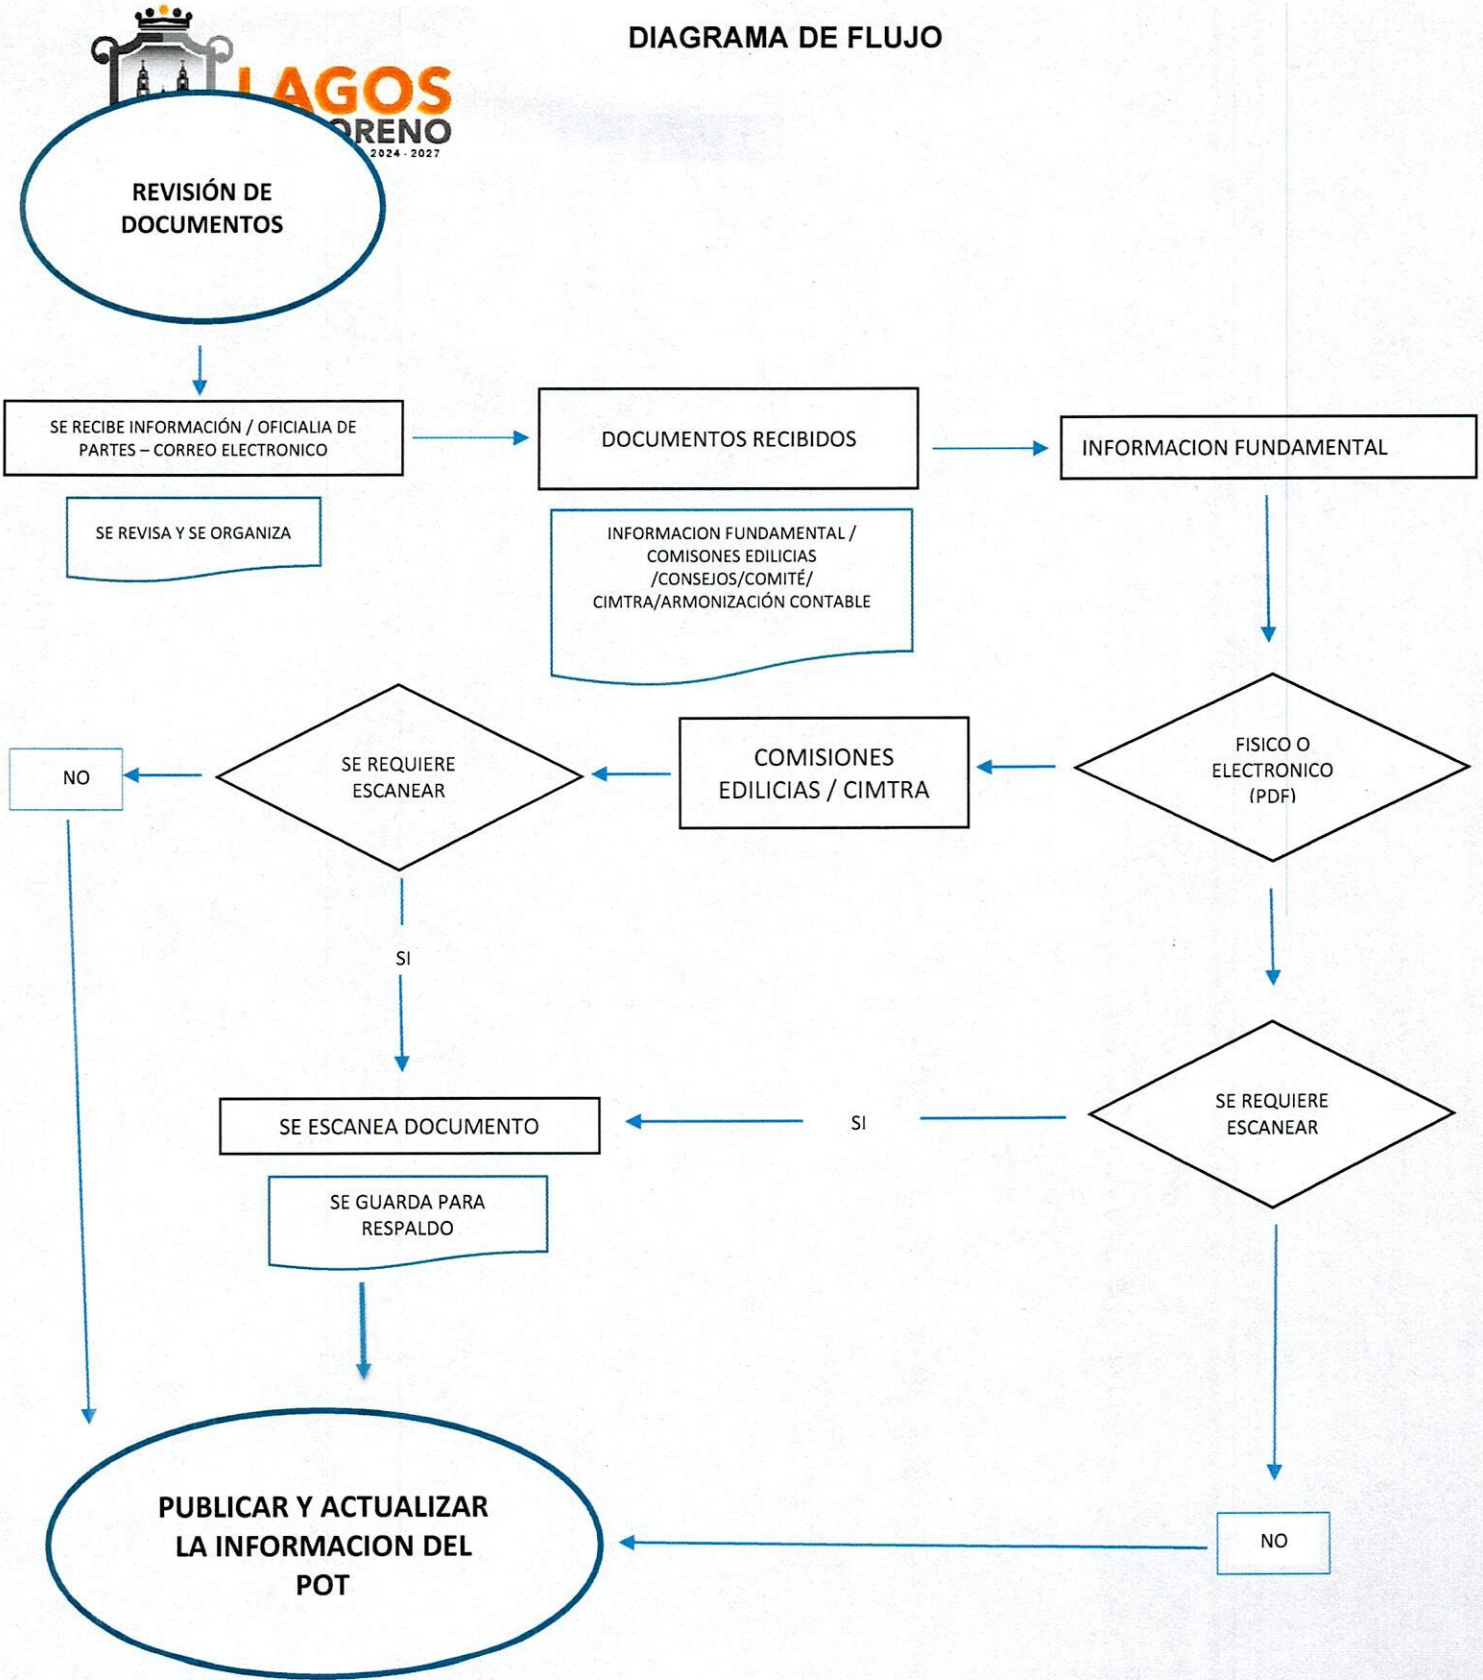 DIAGRAMA DE FLUJO
LAGOS
ORENO
2024 - 2027
REVISIÓN DE
DOCUMENTOS
SE RECIBE INFORMACIÓN / OFICIALIA DE
PARTES – CORREO ELECTRONICO
DOCUMENTOS RECIBIDOS
INFORMACION FUNDAMENTAL
SE REVISA Y SE ORGANIZA
INFORMACION FUNDAMENTAL /
COMISONES EDILICIAS
/CONSEJOS/COMITÉ/
CIMTRA/ARMONIZACIÓN CONTABLE
NO
SE REQUIERE
ESCANEAR
COMISIONES
EDILICIAS / CIMTRA
FISICO O
ELECTRONICO
(PDF)
SI
SE ESCANEA DOCUMENTO
SI
SE REQUIERE
ESCANEAR
SE GUARDA PARA
RESPALDO
PUBLICAR Y ACTUALIZAR
LA INFORMACION DEL
POT
NO